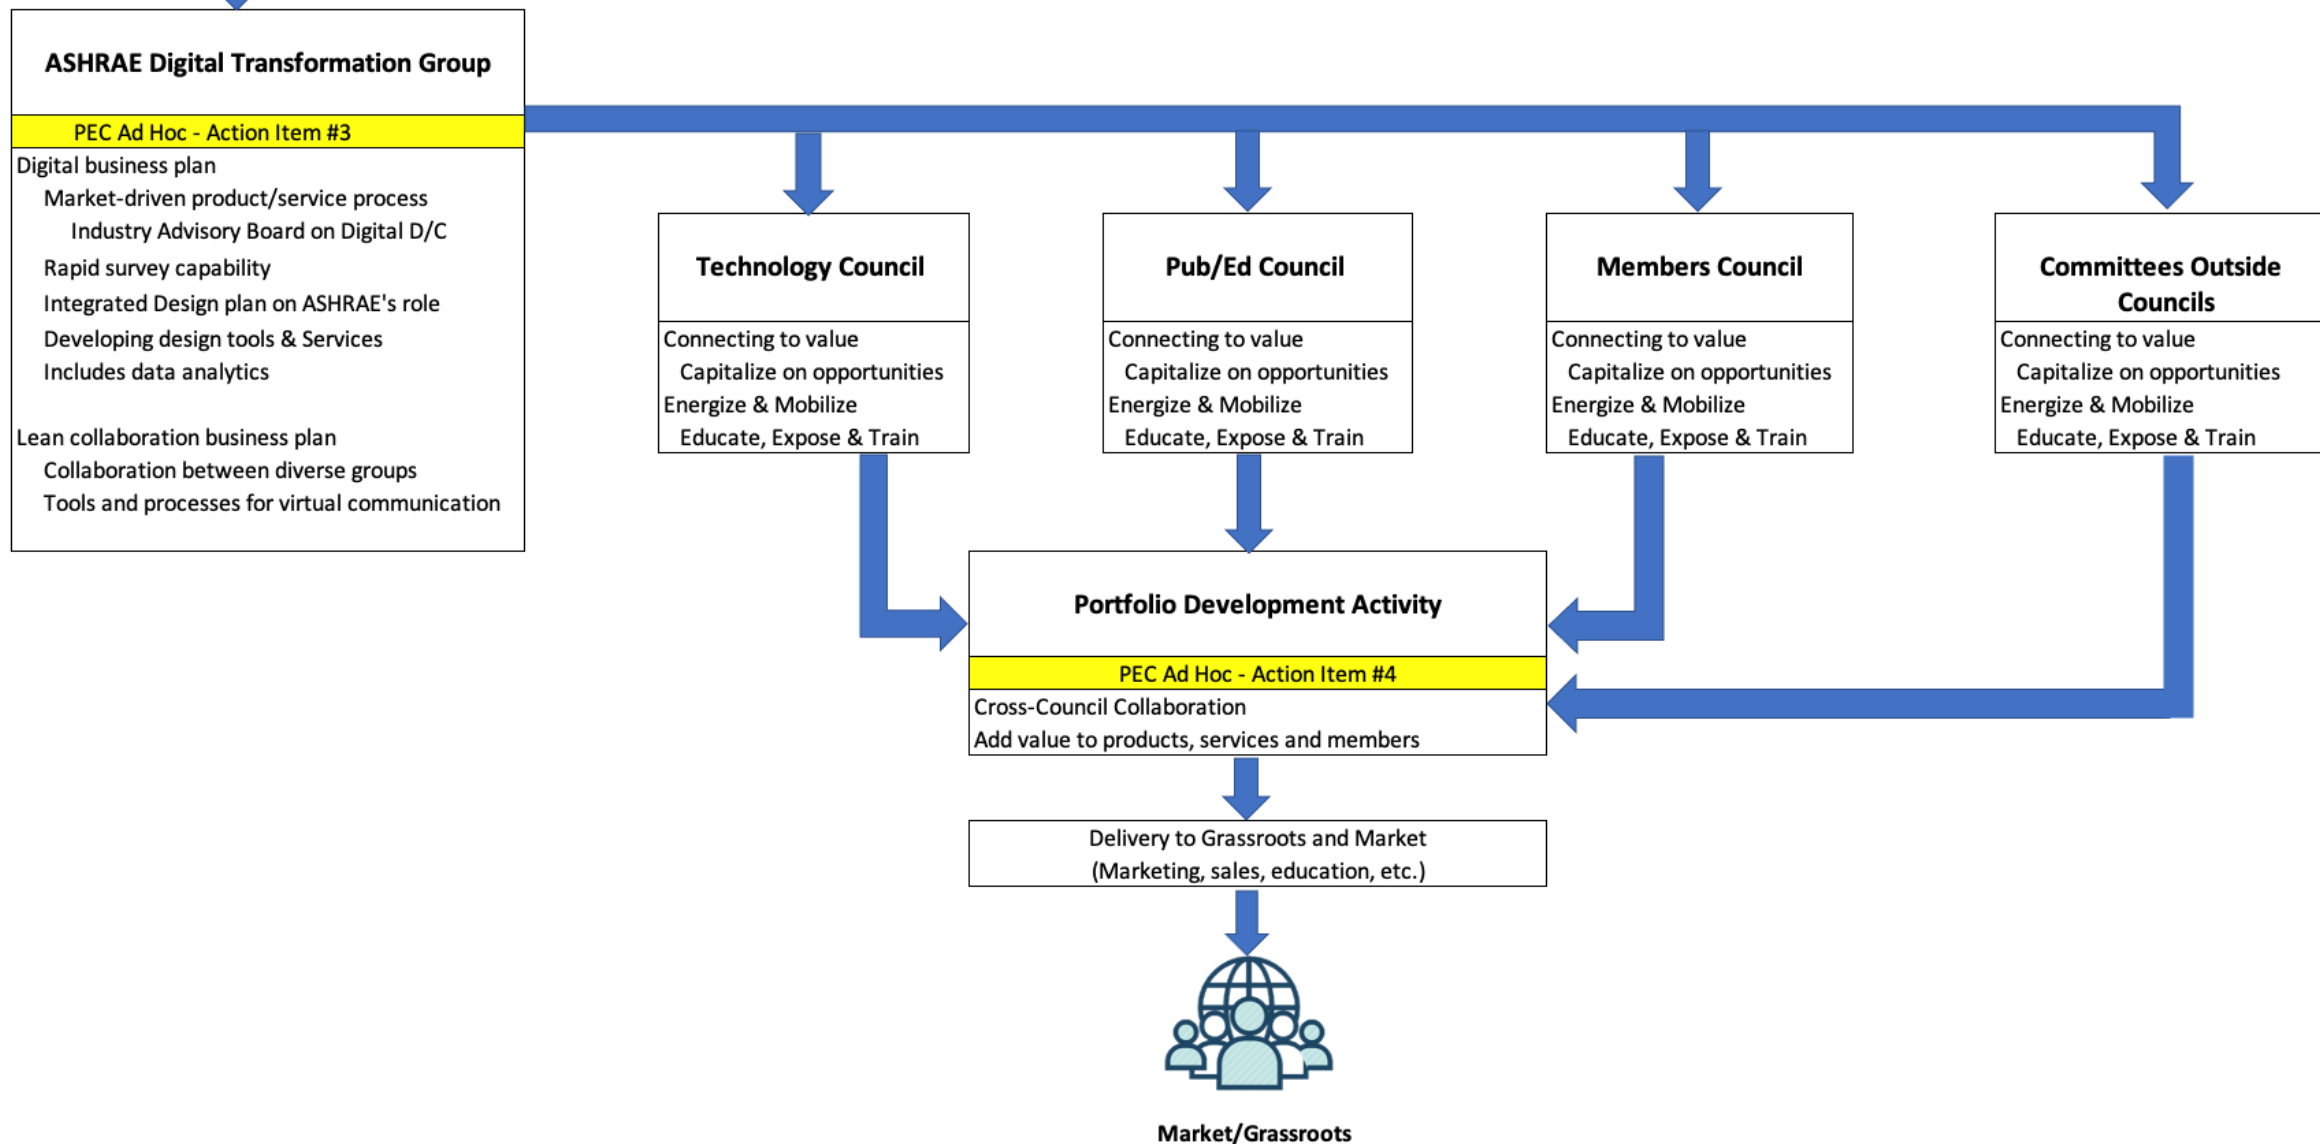 ASHRAE Digital Transformation Group
PEC Ad Hoc - Action Item #3
Digital business plan
Market-driven product/service process
Industry Advisory Board on Digital D/C
Rapid survey capability
Integrated Design plan on ASHRAE's role
Developing design tools & Services
Includes data analytics
Lean collaboration business plan
Collaboration between diverse groups
Tools and processes for virtual communication
Technology Council
Connecting to value
Capitalize on opportunities
Energize & Mobilize
Educate, Expose & Train
Pub/Ed Council
Connecting to value
Capitalize on opportunities
Energize & Mobilize
Educate, Expose & Train
Members Council
Connecting to value
Capitalize on opportunities
Energize & Mobilize
Educate, Expose & Train
Committees Outside
Councils
Connecting to value
Capitalize on opportunities
Energize & Mobilize
Educate, Expose & Train
Portfolio Development Activity
PEC Ad Hoc - Action Item #4
Cross-Council Collaboration
Add value to products, services and members
Delivery to Grassroots and Market
(Marketing, sales, education, etc.)
Market/Grassroots